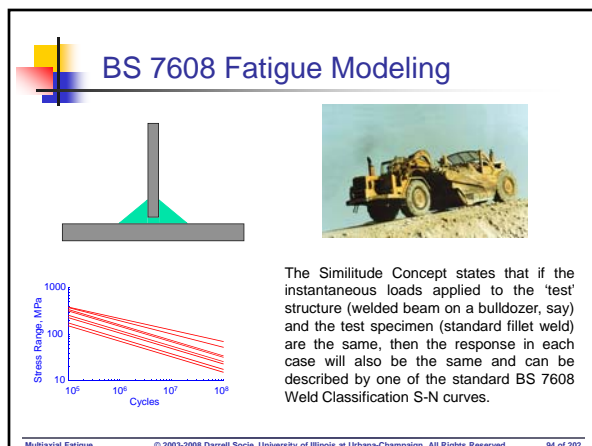 BS 7608 Fatigue Modeling
1000
100
10
10⁵ 10⁶ 10⁷ 10⁸
Stress Range, MPa
Cycles
The Similitude Concept states that if the
instantaneous loads applied to the ‘test’
structure (welded beam on a bulldozer, say)
and the test specimen (standard fillet weld)
are the same, then the response in each
case will also be the same and can be
described by one of the standard BS 7608
Weld Classification S-N curves.
Multiaxial Fatigue © 2003-2008 Darrell Socie, University of Illinois at Urbana-Champaign, All Rights Reserved 94 of 202